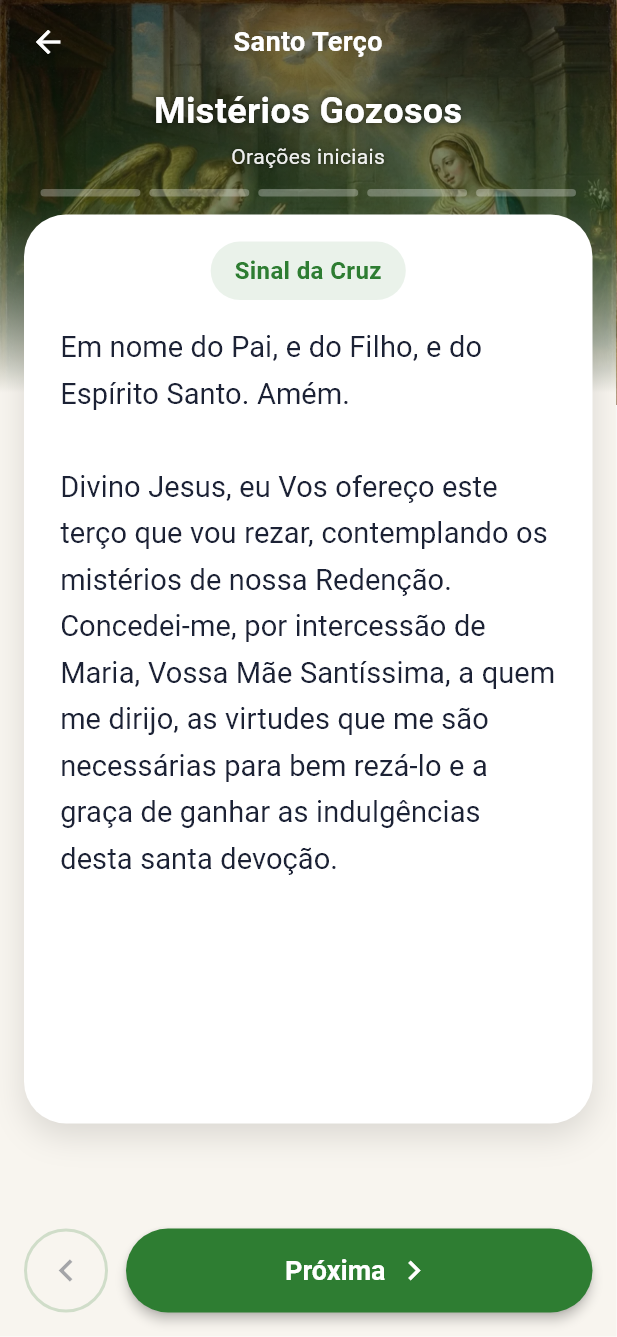 Santo Terço
Mistérios Gozosos
Orações iniciais
Sinal da Cruz
Em nome do Pai, e do Filho, e do
Espírito Santo. Amém.
Divino Jesus, eu Vos ofereço este
terço que vou rezar, contemplando os
mistérios de nossa Redenção.
Concedei-me, por intercessão de
Maria, Vossa Mãe Santíssima, a quem
me dirijo, as virtudes que me são
necessárias para bem rezá-lo e a
graça de ganhar as indulgências
desta santa devoção.
Próxima